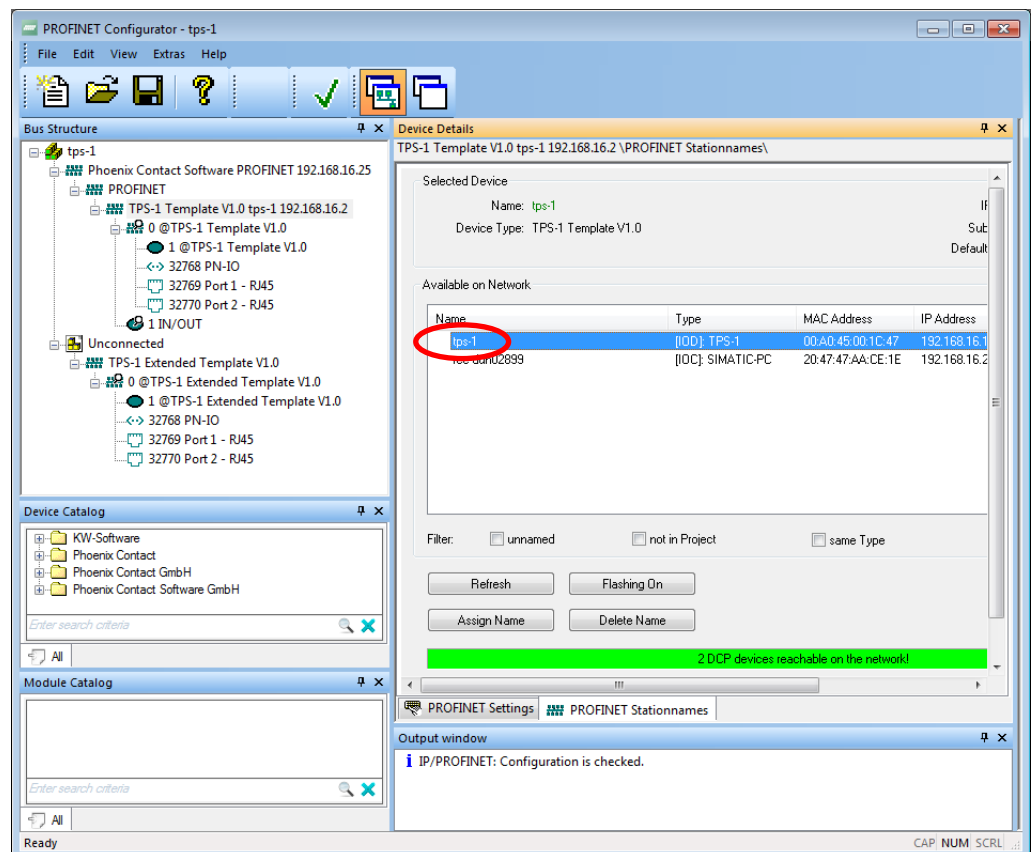 PROFINET Configurator - tps-1
File Edit View Extras Help
Bus Structure
tps-1
Phoenix Contact Software PROFINET 192.168.16.25
PROFINET
TPS-1 Template V1.0 tps-1 192.168.16.2
0 @TPS-1 Template V1.0
1 @TPS-1 Template V1.0
32768 PN-IO
32769 Port 1 - RJ45
32770 Port 2 - RJ45
1 IN/OUT
Unconnected
TPS-1 Extended Template V1.0
0 @TPS-1 Extended Template V1.0
1 @TPS-1 Extended Template V1.0
32768 PN-IO
32769 Port 1 - RJ45
32770 Port 2 - RJ45
Device Catalog
KW-Software
Phoenix Contact
Phoenix Contact GmbH
Phoenix Contact Software GmbH
Enter search criteria
All
Module Catalog
Enter search criteria
All
Device Details
TPS-1 Template V1.0 tps-1 192.168.16.2 \PROFINET Stationnames\
Selected Device
Name: tps-1
Device Type: TPS-1 Template V1.0
Default
Available on Network
Name Type MAC Address IP Address
tps-1 [IOD]: TPS-1 00:A0:45:00:1C:47 192.168.16.1
[IOC]: SIMATIC-PC 20:47:47:AA:CE:1E 192.168.16.2
Filter: unnamed not in Project same Type
Refresh Flashing On
Assign Name Delete Name
2 DCP devices reachable on the network!
PROFINET Settings PROFINET Stationnames
Output window
IP/PROFINET: Configuration is checked.
Ready CAP NUM SCRL